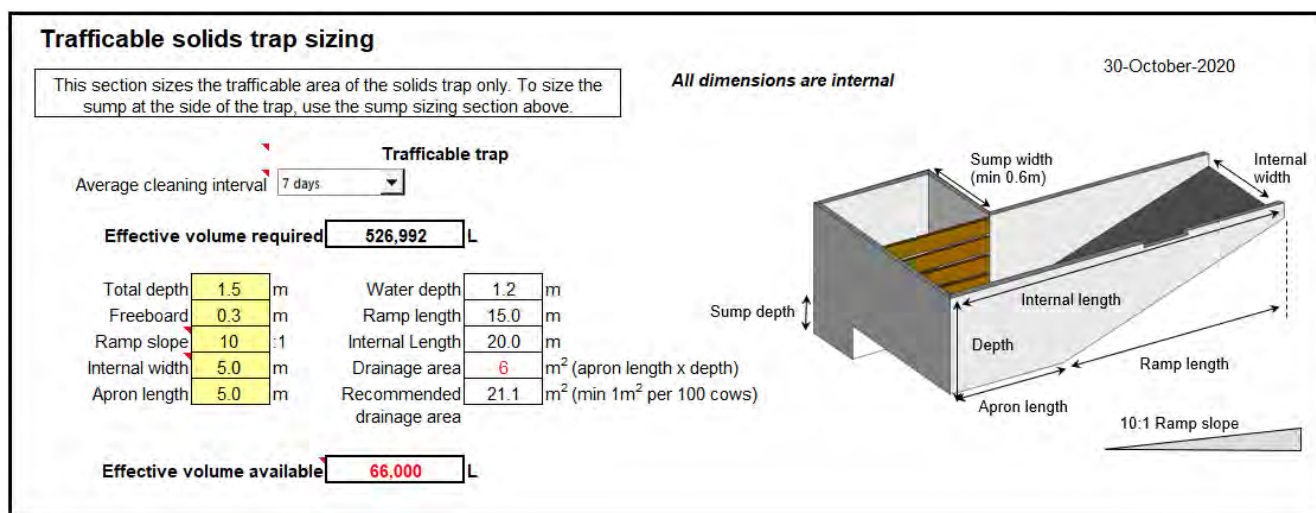 Trafficable solids trap sizing
This section sizes the trafficable area of the solids trap only. To size the
sump at the side of the trap, use the sump sizing section above.
All dimensions are internal
30-October-2020
Trafficable trap
Average cleaning interval 7 days
Effective volume required 526,992 L
Total depth 1.5 m Water depth 1.2 m
Freeboard 0.3 m Ramp length 15.0 m
Ramp slope 10 :1 Internal Length 20.0 m
Internal width 5.0 m Drainage area 6 m² (apron length x depth)
Apron length 5.0 m Recommended 21.1 m² (min 1m² per 100 cows)
drainage area
Effective volume available 66,000 L
Sump width
(min 0.6m)
Internal
width
Internal length
Sump depth
Depth
Ramp length
Apron length
10:1 Ramp slope